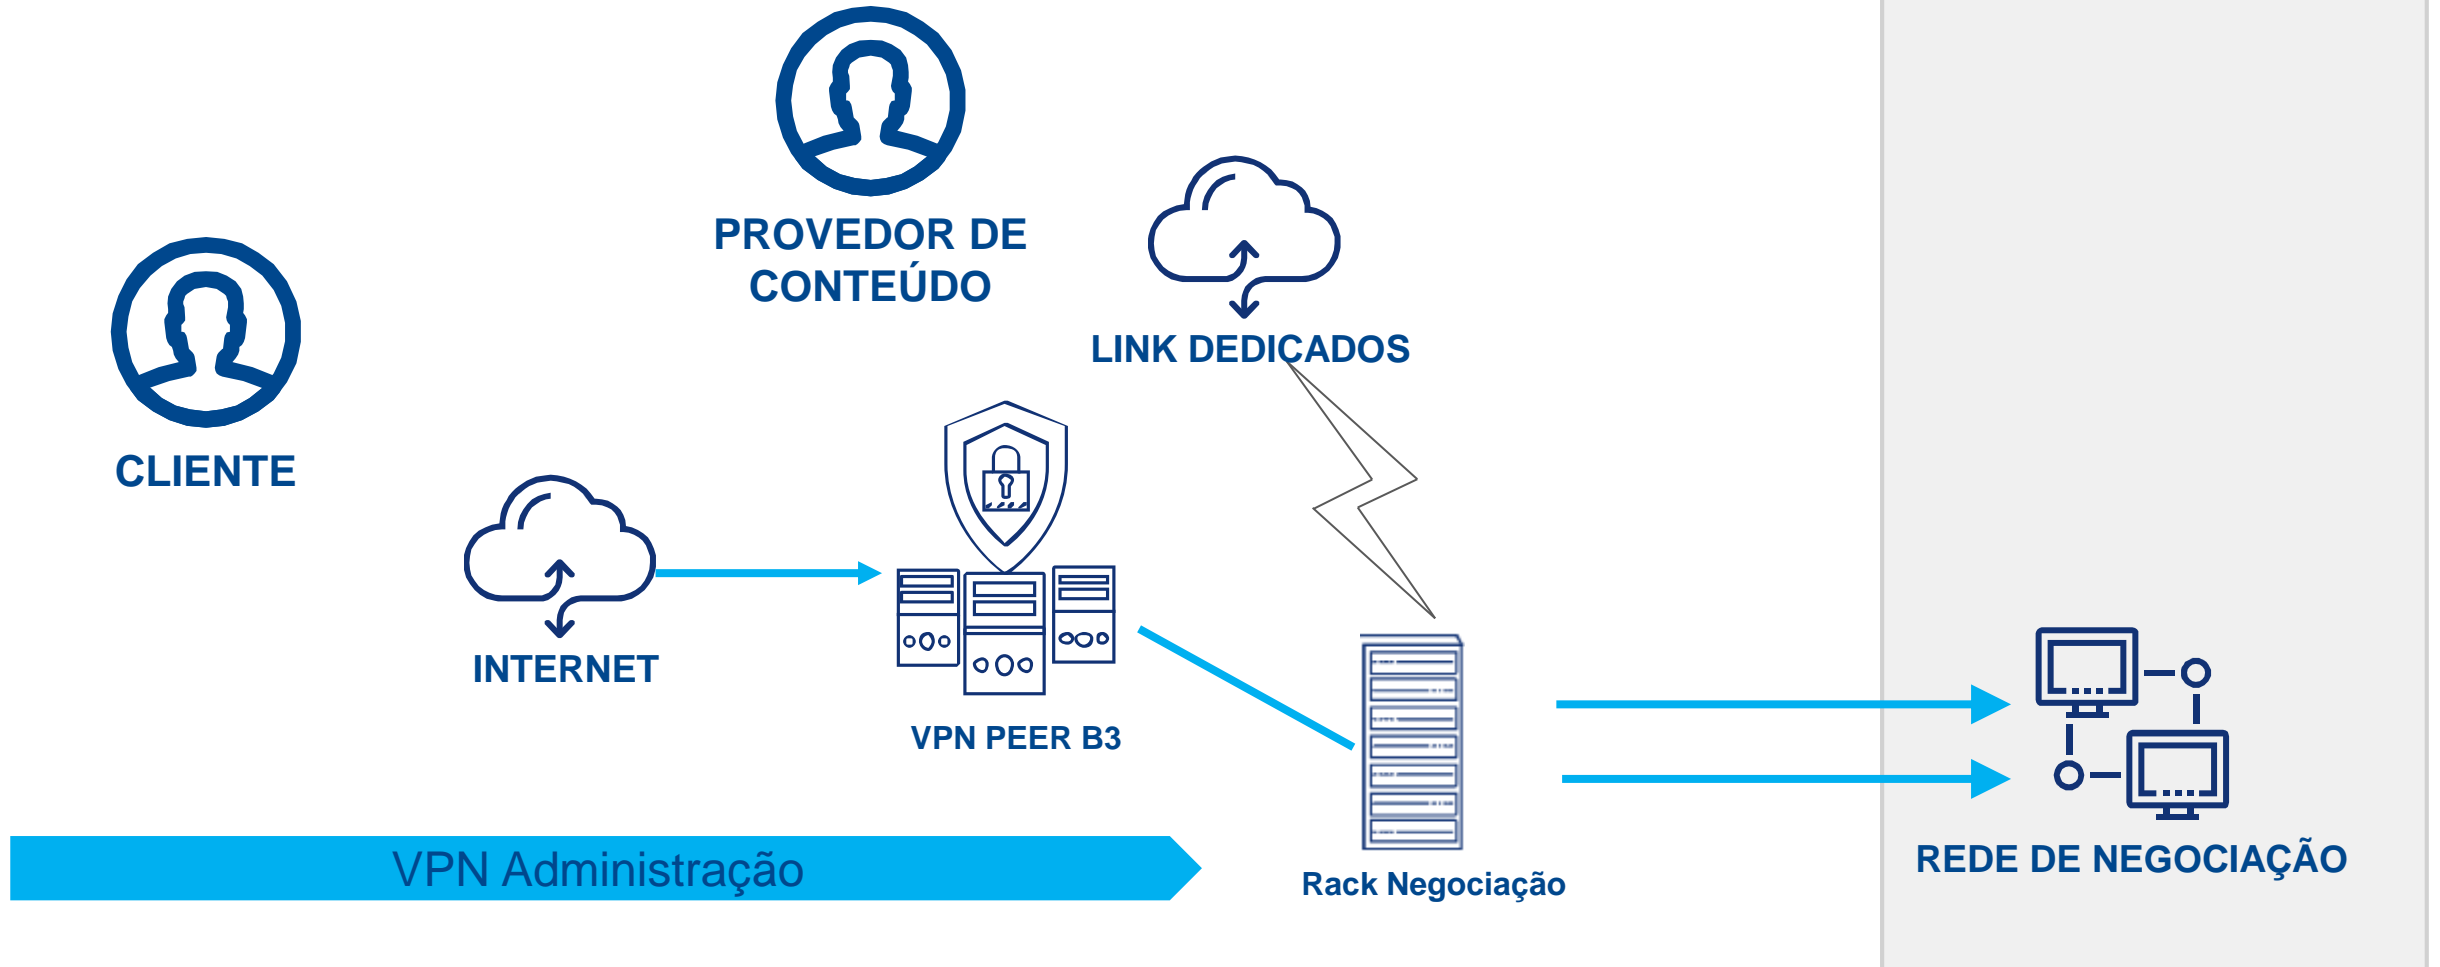 PROVEDOR DE
CONTEÚDO
LINK DEDICADOS
CLIENTE
INTERNET
VPN PEER B3
VPN Administração
Rack Negociação
REDE DE NEGOCIAÇÃO